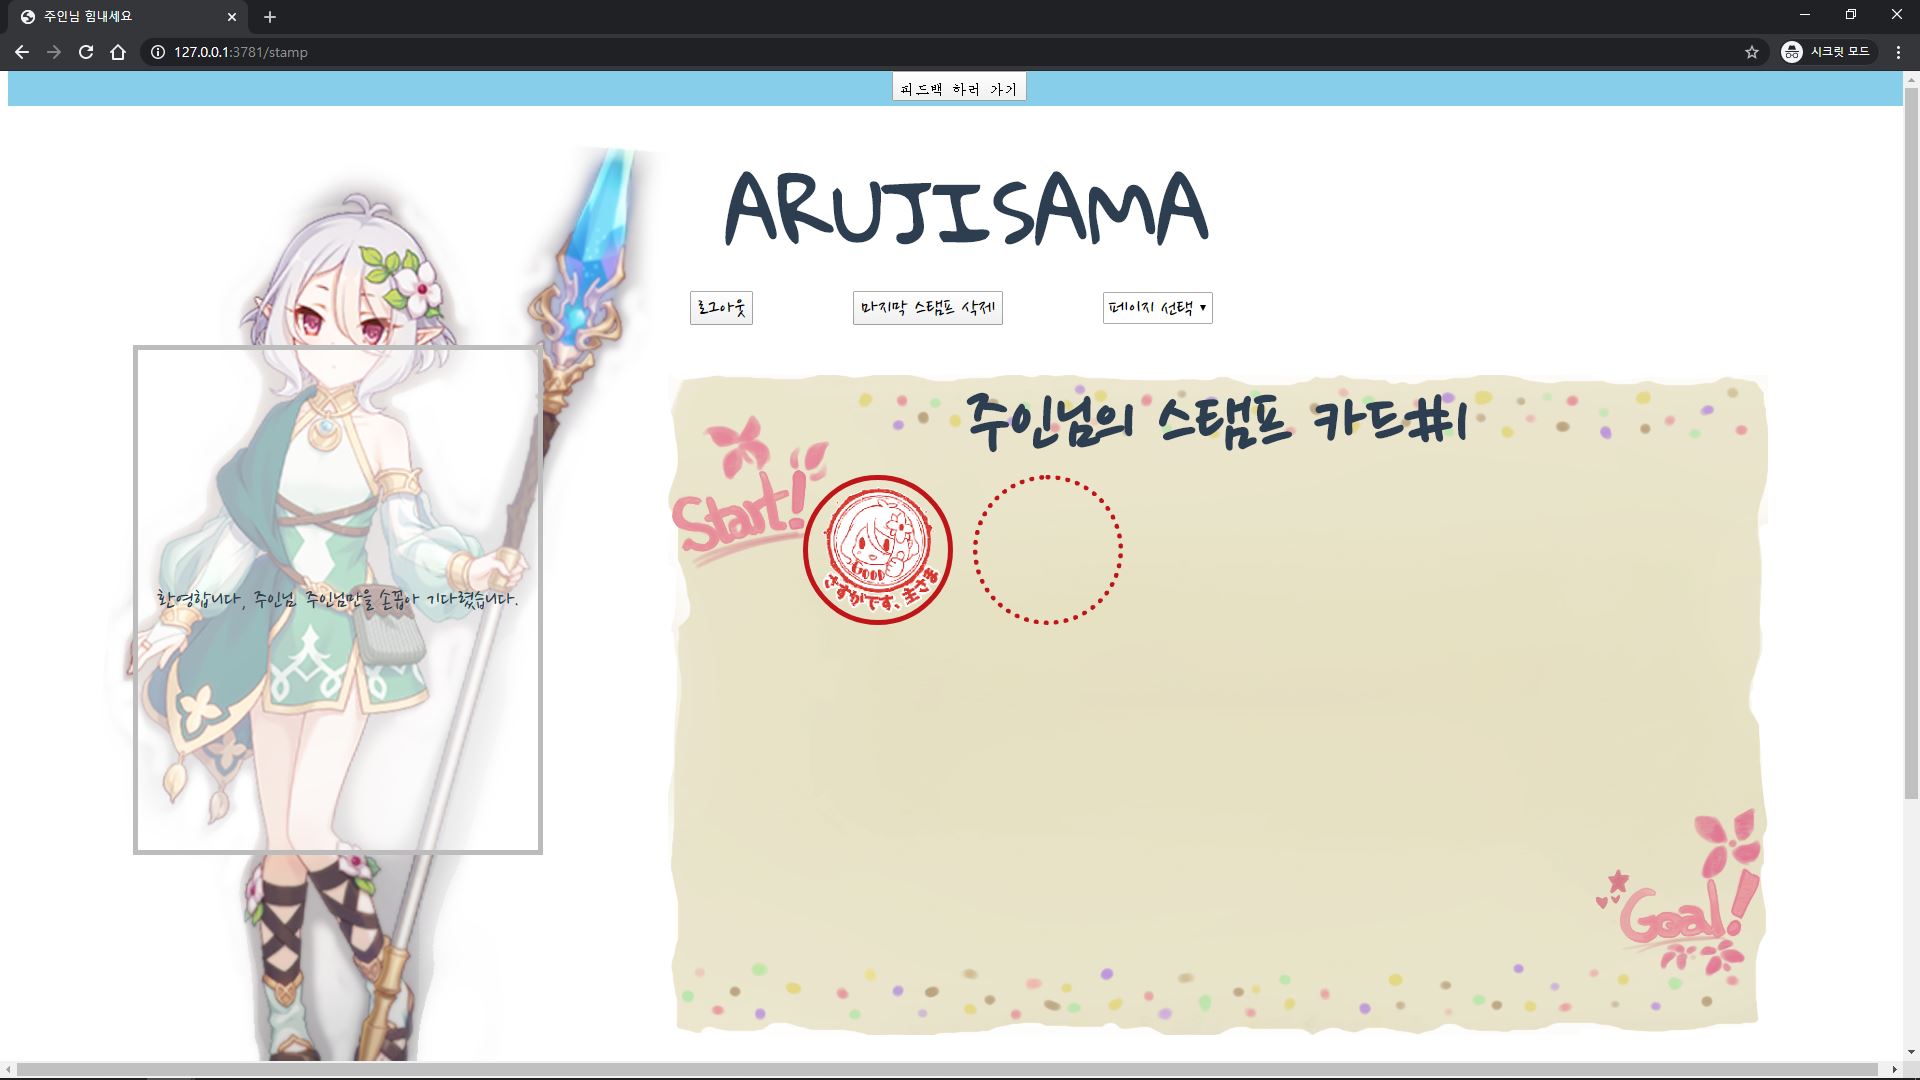 주인님 힘내세요
127.0.0.1:3781/stamp
시크릿 모드
피드백 하러 가기
ARUJISAMA
로그아웃
마지막 스탬프 삭제
페이지 선택
주인님의 스탬프 카드#1
Start!
GOOD
さすがです、主さま
환영합니다, 주인님. 주인님만을 손꼽아 기다렸습니다.
Goal!